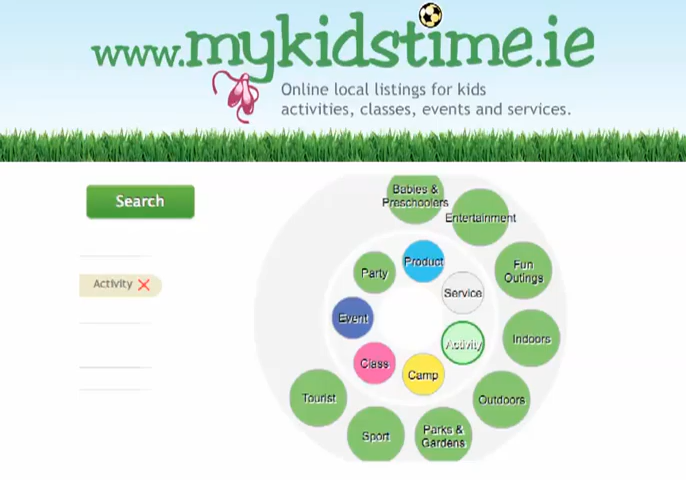 www.mykidstime.ie
Online local listings for kids
activities, classes, events and services.
Search
Activity
Babies &
Preschoolers
Entertainment
Fun
Outings
Indoors
Outdoors
Parks &
Gardens
Sport
Tourist
Product
Service
Activity
Camp
Class
Event
Party